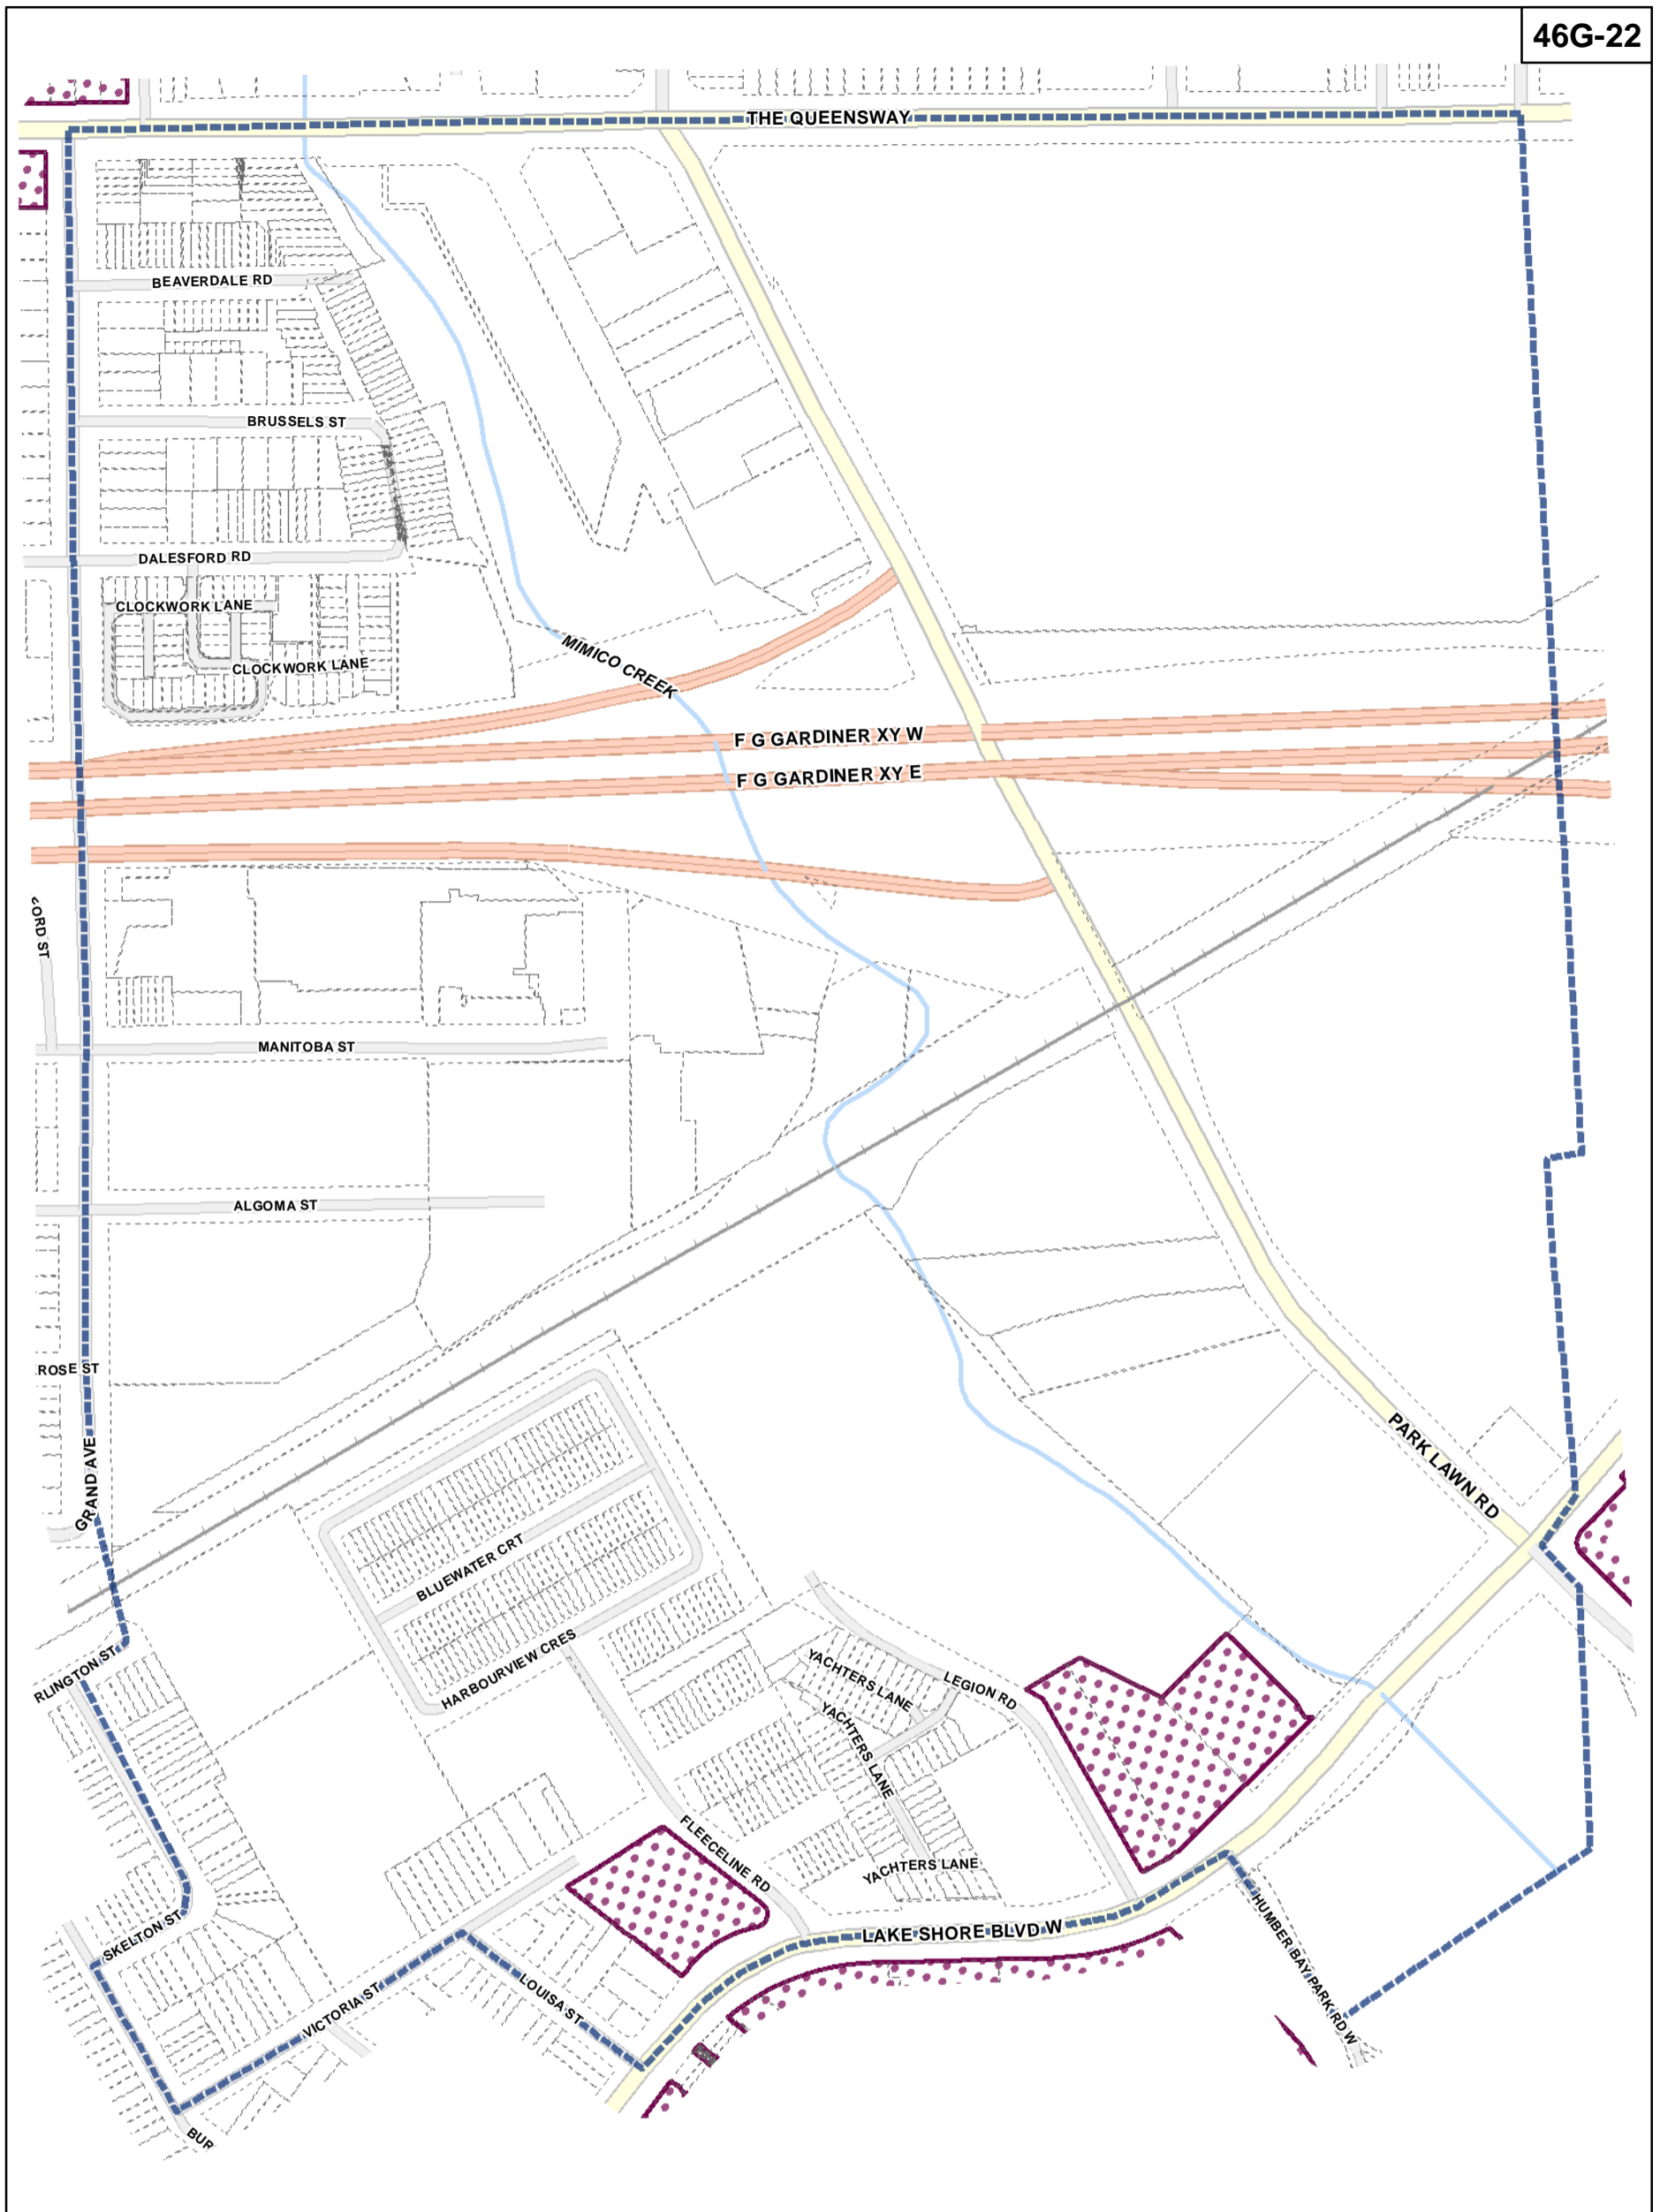 46G-22
THE QUEENSWAY
BEAVERDALE RD
BRUSSELS ST
DALESFORD RD
CLOCKWORK LANE
CLOCKWORK LANE
MIMICO CREEK
F G GARDINER XY W
F G GARDINER XY E
ORD ST
MANITOBA ST
ALGOMA ST
ROSE ST
GRAND AVE
PARK LAWN RD
BLUEWATER CRT
HARBOURVIEW CRES
RLINGTON ST
YACHTERS LANE
LEGION RD
YACHTERS LANE
FLEECELINE RD
YACHTERS LANE
SKELTON ST
LAKE SHORE BLVD W
HUMBER BAY PARK RD W
LOUISA ST
VICTORIA ST
BUR